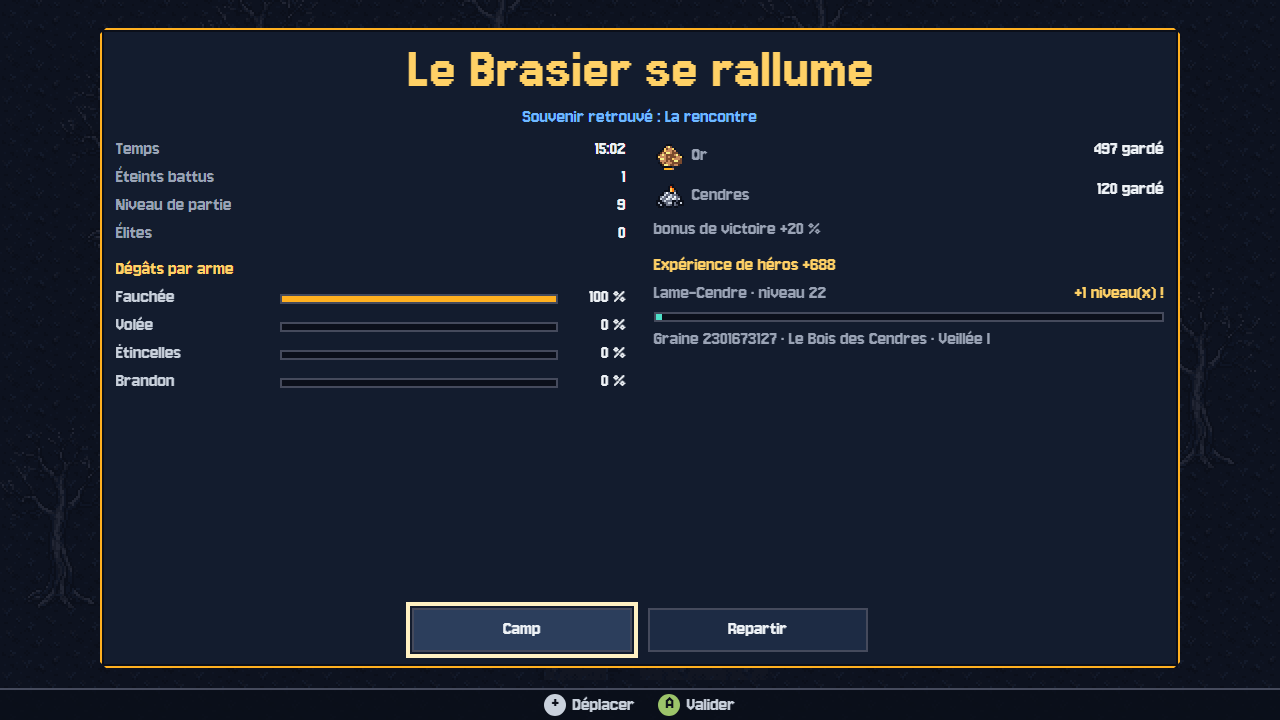 Le Brasier se rallume
Souvenir retrouvé : La rencontre
Temps 15:02
Éteints battus 1
Niveau de partie 9
Élites 0
Dégâts par arme
Fauchée 100 %
Volée 0 %
Étincelles 0 %
Brandon 0 %
Or 497 gardé
Cendres 120 gardé
bonus de victoire +20 %
Expérience de héros +688
Lame-Cendre · niveau 22 +1 niveau(x) !
Graine 2301673127 · Le Bois des Cendres · Veillée I
Camp Repartir
Déplacer A Valider